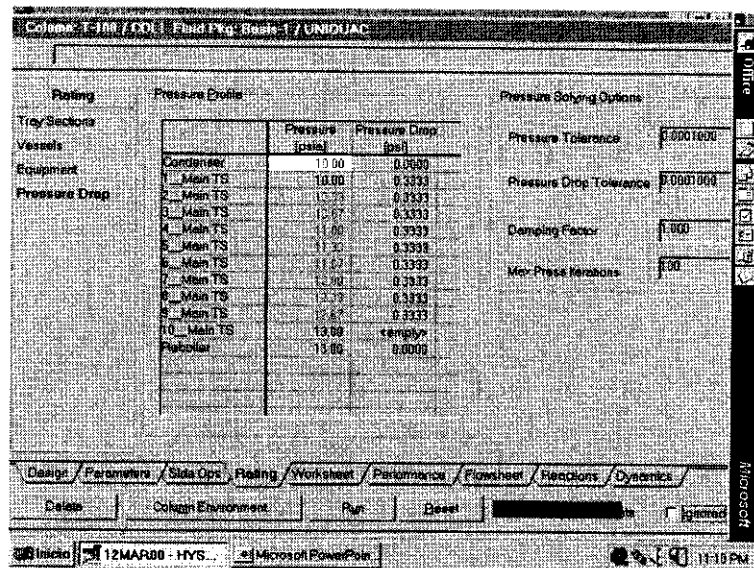 Column: T-100 / COL1 Fluid Pkg: Basis-1 / UNIQUAC
Rating
Tray Sections
Vessels
Equipment
Pressure Drop
Pressure Profile
Pressure [psia] Pressure Drop [psi]
Condenser 10.00 0.0000
1__Main TS 10.00 0.3333
2__Main TS 0.3333
3__Main TS 0.3333
4__Main TS 11.00 0.3333
5__Main TS 0.3333
6__Main TS 0.3333
7__Main TS 0.3333
8__Main TS 0.3333
9__Main TS 0.3333
10__Main TS 13.00 <empty>
Reboiler 13.00 0.0000
Pressure Solving Options
Pressure Tolerance 0.0001000
Pressure Drop Tolerance 0.0001000
Damping Factor 1.000
Max Press Iterations
Design Parameters Side Ops Rating Worksheet Performance Flowsheet Reactions Dynamics
Delete Column Environment Run Reset Ignored
Inicio 12MAR00 - HYS... Microsoft PowerPoin 11:10 PM
Office
Microsoft